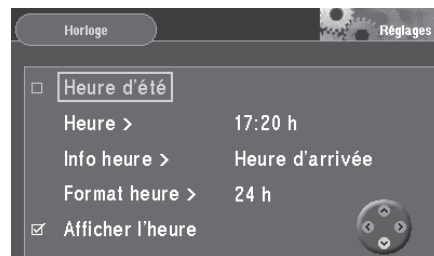 Horloge
Réglages
Heure d'été
Heure > 17:20 h
Info heure > Heure d'arrivée
Format heure > 24 h
Afficher l'heure